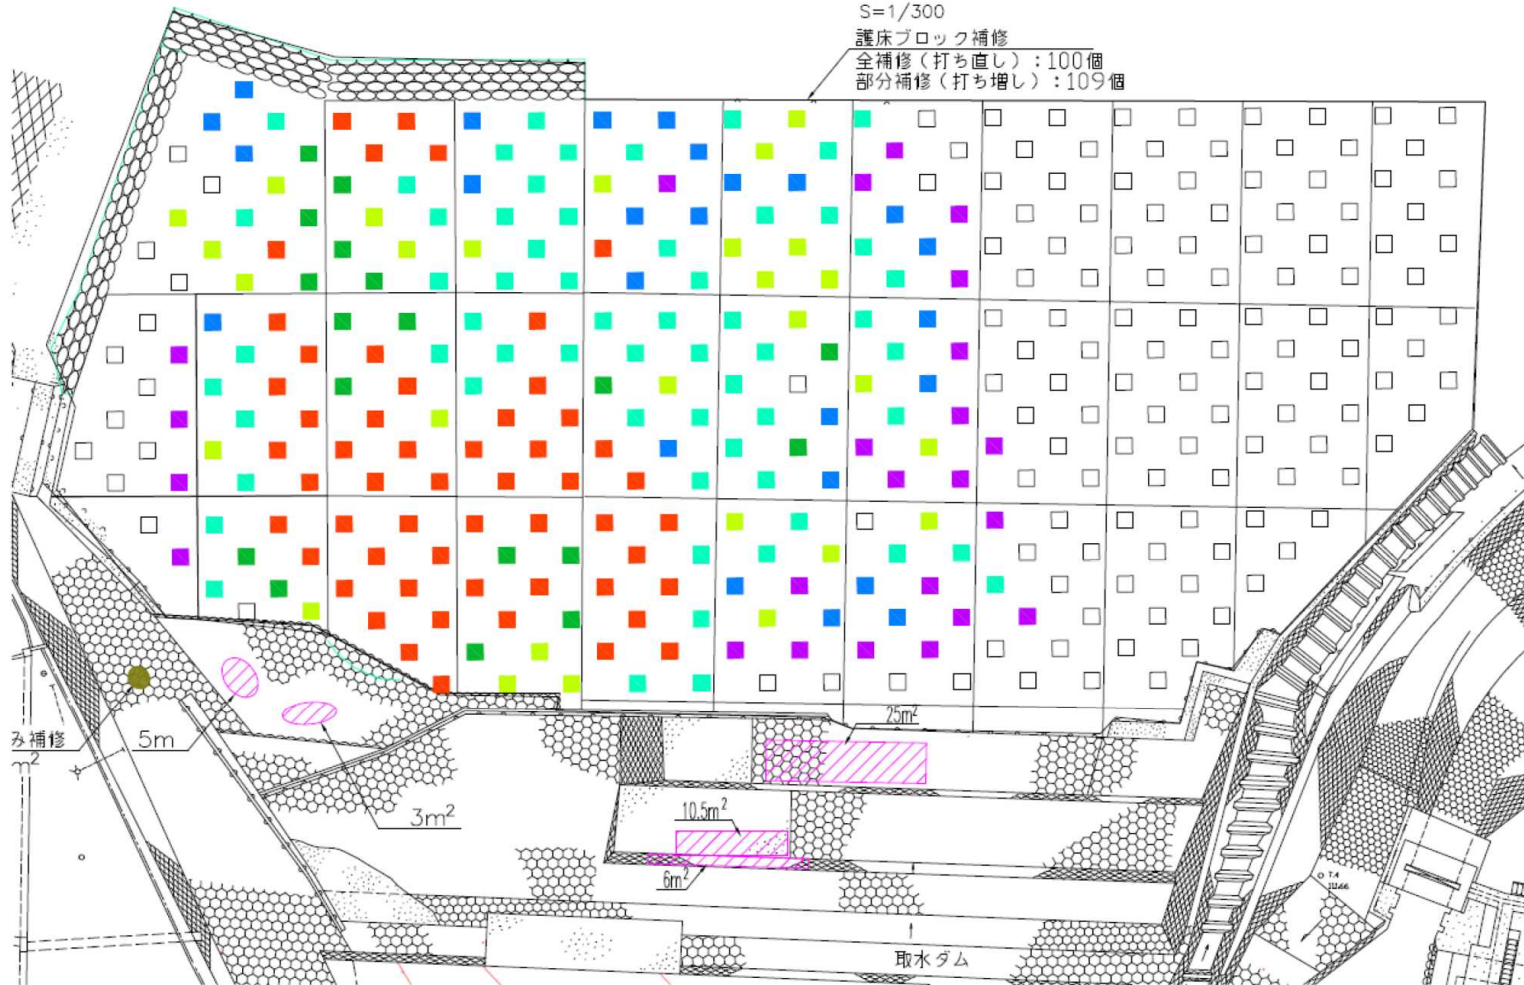 S=1/300
護床ブロック補修
全補修(打ち直し):100個
部分補修(打ち増し):109個
み補修
m²
5m
3m²
25m²
10.5m²
6m²
取水ダム
T.4